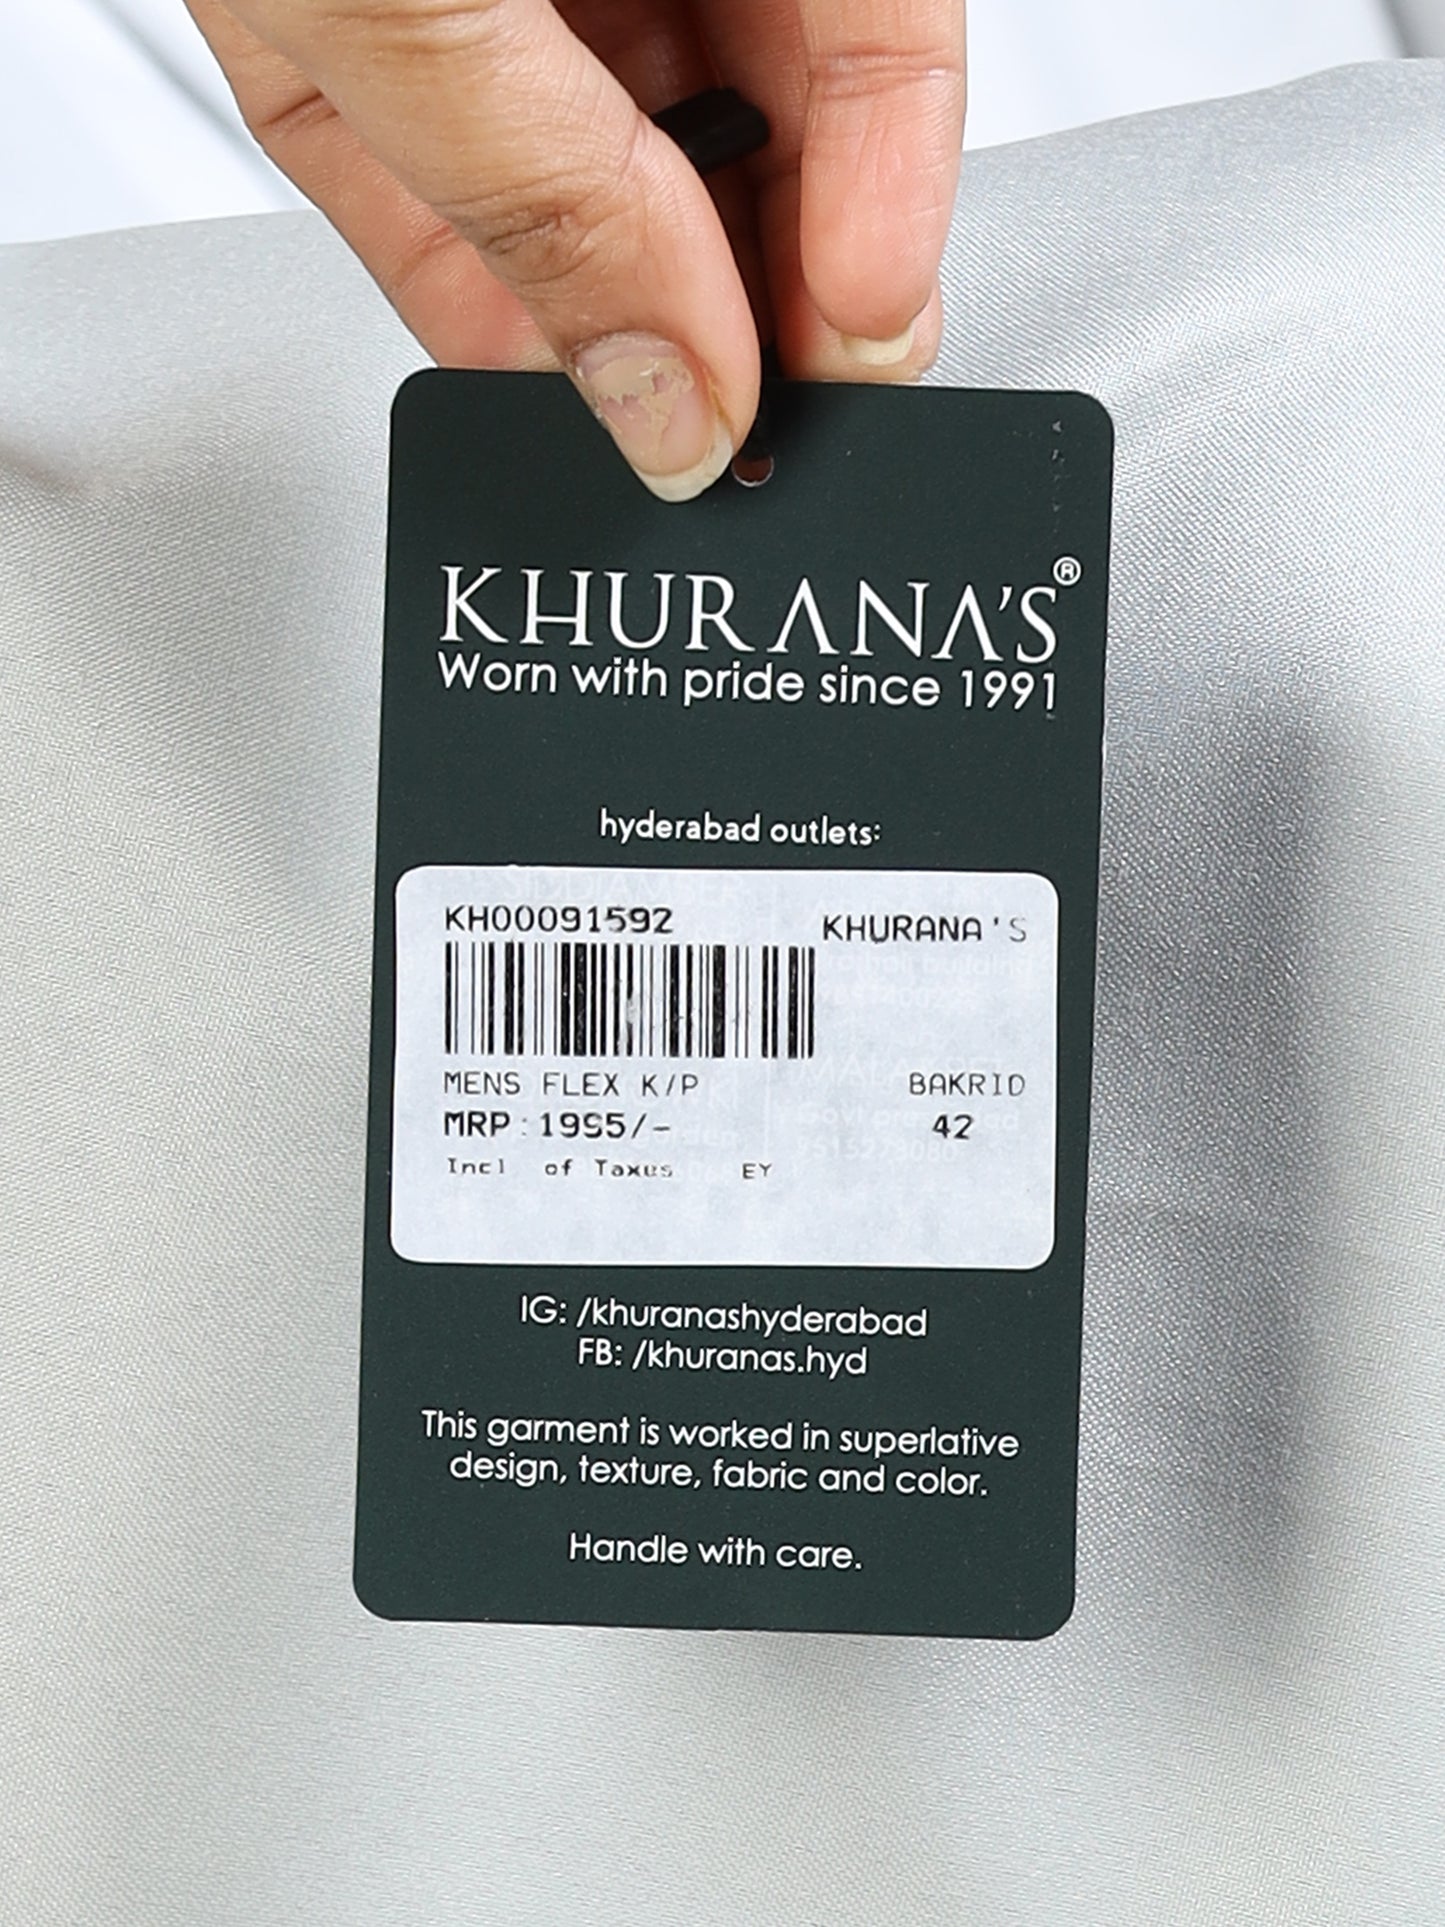 KHURANA'S®
Worn with pride since 1991
hyderabad outlets:
KH00091592 KHURANA'S
MENS FLEX K/P BAKRID
MRP : 1995/- 42
Incl of Taxes EY
IG: /khuranashyderabad
FB: /khuranas.hyd
This garment is worked in superlative
design, texture, fabric and color.
Handle with care.